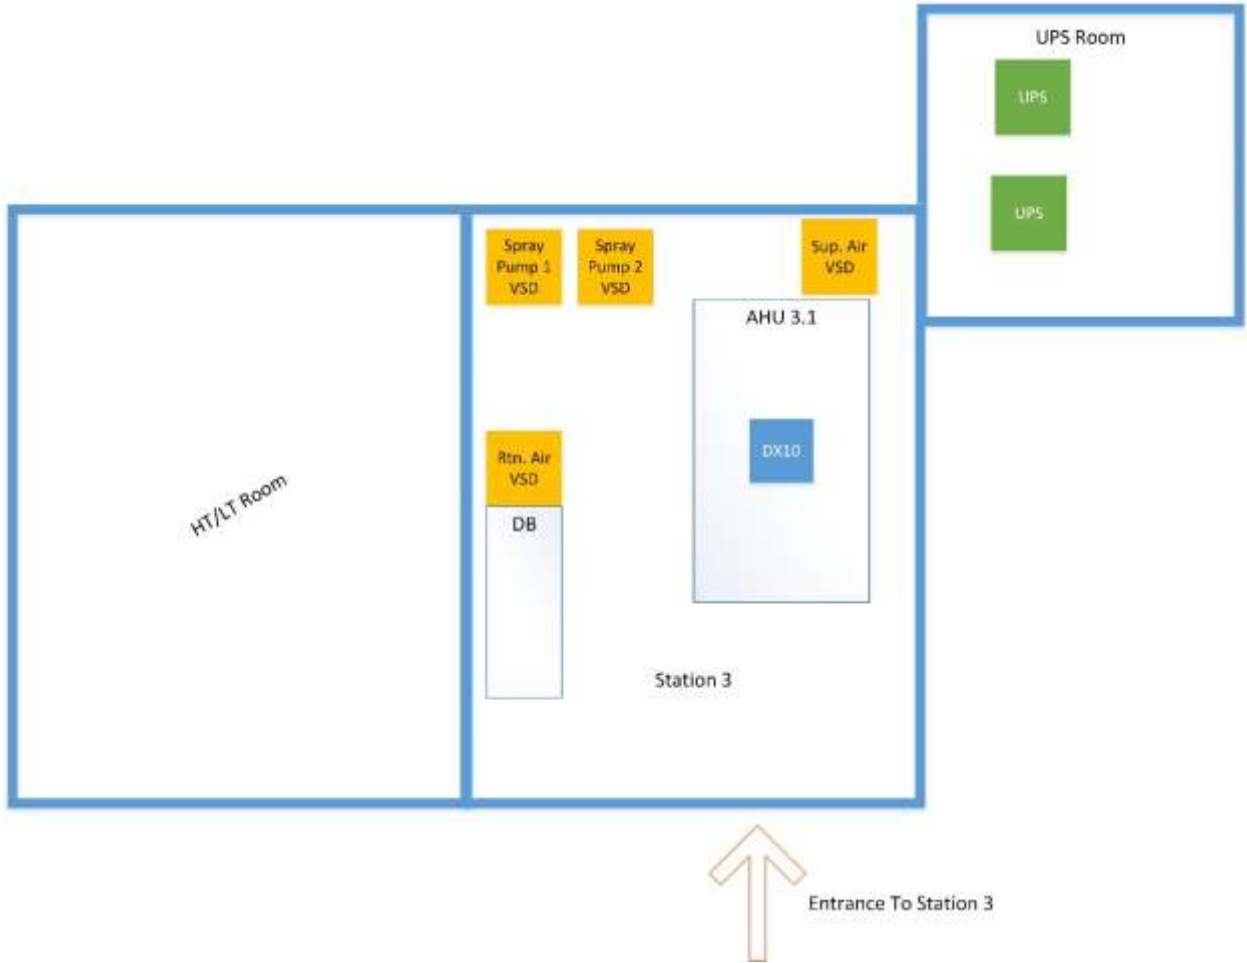 UPS Room
UPS
UPS
Spray
Pump 1
VSD
Spray
Pump 2
VSD
Sup. Air
VSD
AHU 3.1
DX10
Rtn. Air
VSD
DB
HT/LT Room
Station 3
Entrance To Station 3